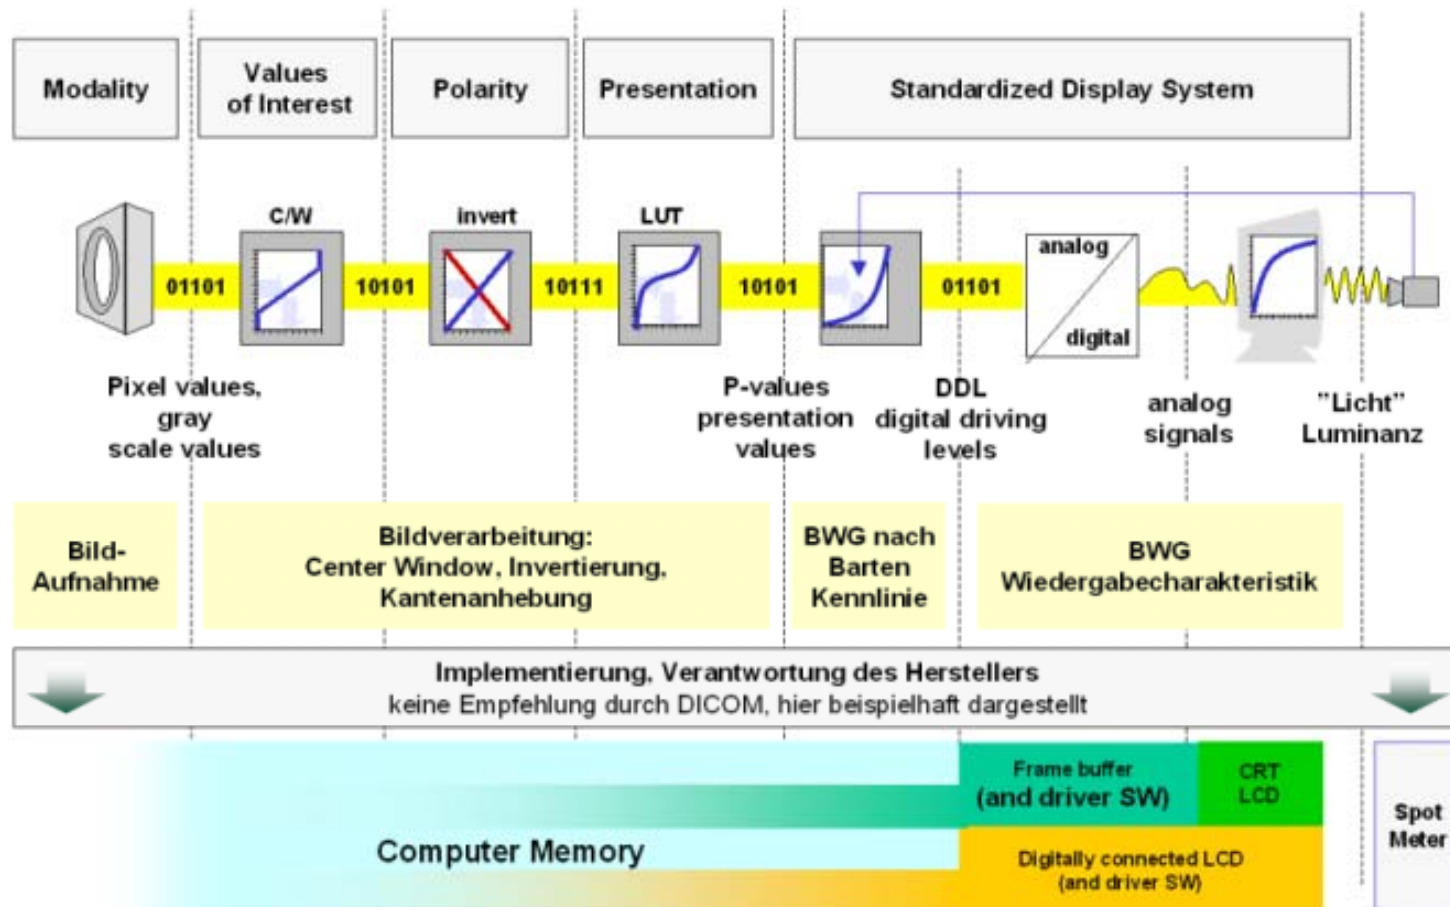 Modality
Values
of Interest
Polarity
Presentation
Standardized Display System
C/W
invert
LUT
01101
10101
10111
10101
01101
analog
digital
Pixel values,
gray
scale values
P-values
presentation
values
DDL
digital driving
levels
analog
signals
”Licht”
Luminanz
Bild-
Aufnahme
Bildverarbeitung:
Center Window, Invertierung,
Kantenanhebung
BWG nach
Barten
Kennlinie
BWG
Wiedergabecharakteristik
Implementierung, Verantwortung des Herstellers
keine Empfehlung durch DICOM, hier beispielhaft dargestellt
Frame buffer
(and driver SW)
CRT
LCD
Computer Memory
Digitally connected LCD
(and driver SW)
Spot
Meter